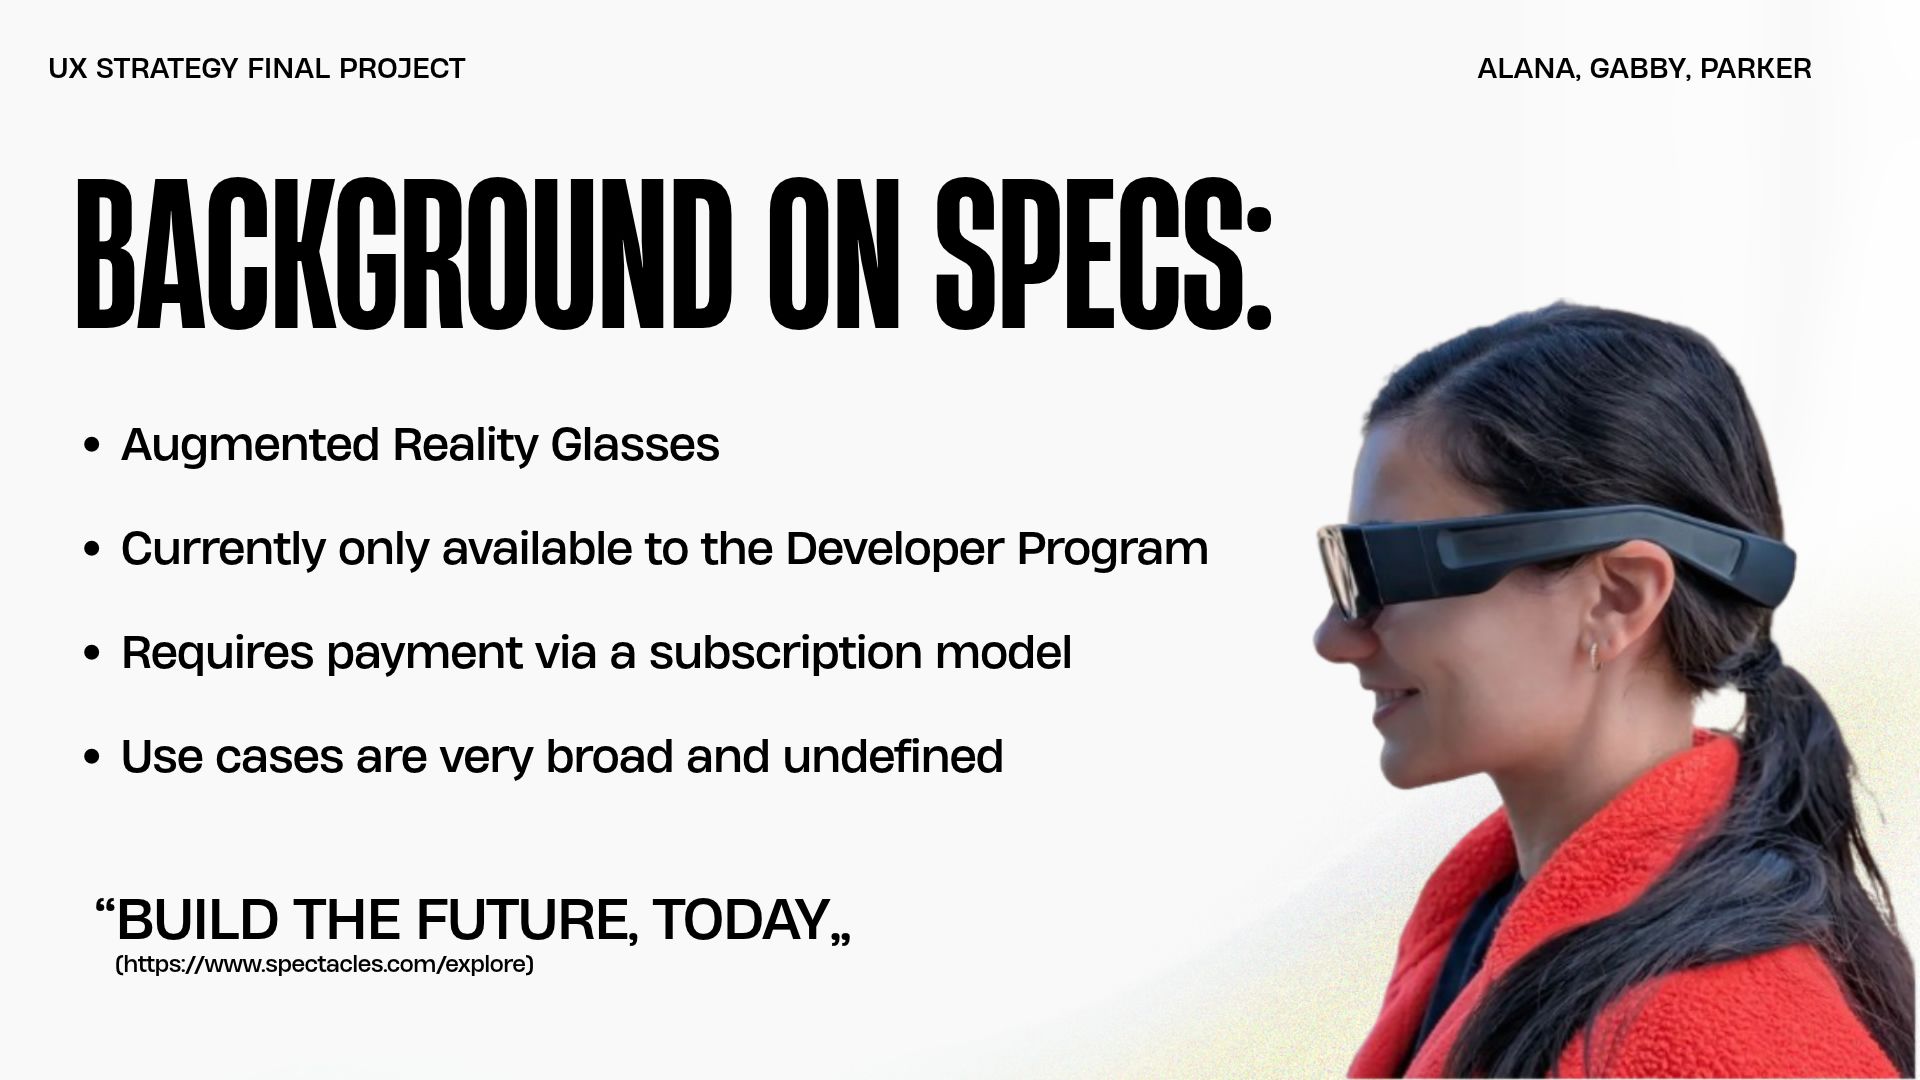 UX STRATEGY FINAL PROJECT
ALANA, GABBY, PARKER
BACKGROUND ON SPECS:
• Augmented Reality Glasses
• Currently only available to the Developer Program
• Requires payment via a subscription model
• Use cases are very broad and undefined
“BUILD THE FUTURE, TODAY„
(https://www.spectacles.com/explore)